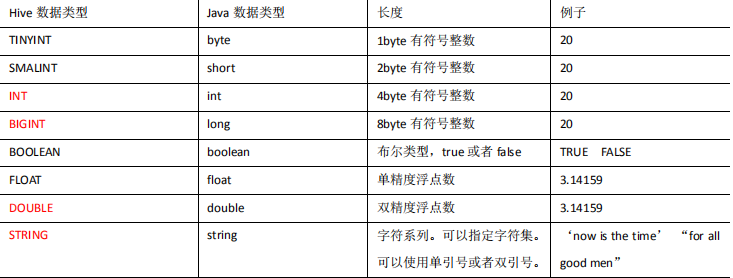 Hive 数据类型 Java 数据类型 长度 例子
TINYINT byte 1byte 有符号整数 20
SMALINT short 2byte 有符号整数 20
INT int 4byte 有符号整数 20
BIGINT long 8byte 有符号整数 20
BOOLEAN boolean 布尔类型，true 或者 false TRUE FALSE
FLOAT float 单精度浮点数 3.14159
DOUBLE double 双精度浮点数 3.14159
STRING string 字符系列。可以指定字符集。 ‘now is the time’ “for all
可以使用单引号或者双引号。 good men”